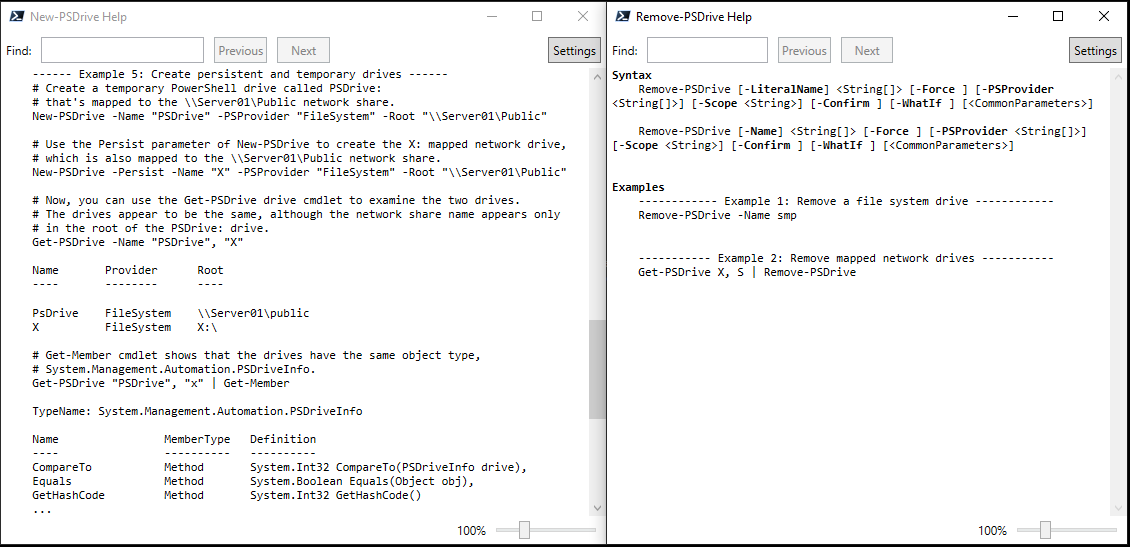 New-PSDrive Help
Find:
Previous
Next
Settings
------ Example 5: Create persistent and temporary drives ------
# Create a temporary PowerShell drive called PSDrive:
# that's mapped to the \\Server01\Public network share.
New-PSDrive -Name "PSDrive" -PSProvider "FileSystem" -Root "\\Server01\Public"
# Use the Persist parameter of New-PSDrive to create the X: mapped network drive,
# which is also mapped to the \\Server01\Public network share.
New-PSDrive -Persist -Name "X" -PSProvider "FileSystem" -Root "\\Server01\Public"
# Now, you can use the Get-PSDrive drive cmdlet to examine the two drives.
# The drives appear to be the same, although the network share name appears only
# in the root of the PSDrive: drive.
Get-PSDrive -Name "PSDrive", "X"
Name       Provider      Root
----       --------      ----
PsDrive    FileSystem    \\Server01\public
X          FileSystem    X:\
# Get-Member cmdlet shows that the drives have the same object type,
# System.Management.Automation.PSDriveInfo.
Get-PSDrive "PSDrive", "x" | Get-Member
TypeName: System.Management.Automation.PSDriveInfo
Name                MemberType   Definition
----                ----------   ----------
CompareTo           Method       System.Int32 CompareTo(PSDriveInfo drive),
Equals              Method       System.Boolean Equals(Object obj),
GetHashCode         Method       System.Int32 GetHashCode()
...
100%
Remove-PSDrive Help
Find:
Previous
Next
Settings
Syntax
Remove-PSDrive [-LiteralName] <String[]> [-Force ] [-PSProvider
<String[]>] [-Scope <String>] [-Confirm ] [-WhatIf ] [<CommonParameters>]
Remove-PSDrive [-Name] <String[]> [-Force ] [-PSProvider <String[]>]
[-Scope <String>] [-Confirm ] [-WhatIf ] [<CommonParameters>]
Examples
------------ Example 1: Remove a file system drive ------------
Remove-PSDrive -Name smp
----------- Example 2: Remove mapped network drives -----------
Get-PSDrive X, S | Remove-PSDrive
100%